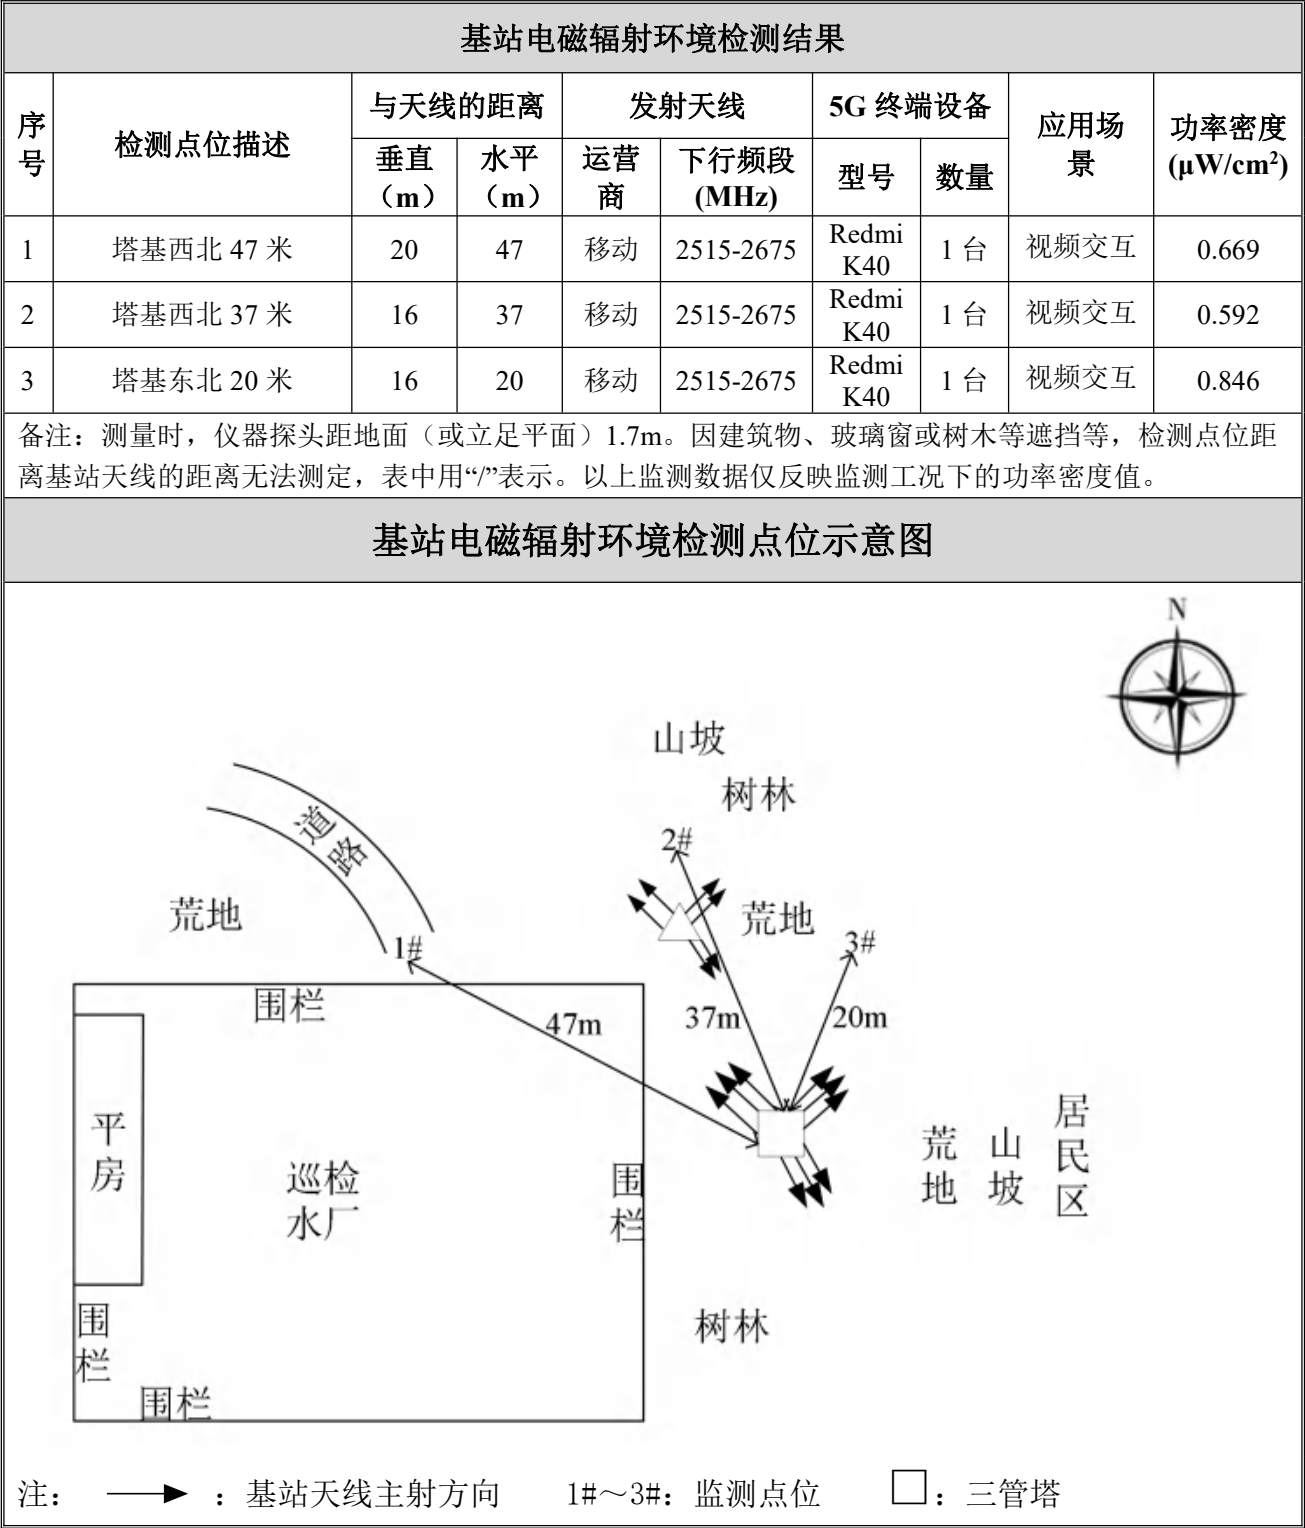 基站电磁辐射环境检测结果
序号 检测点位描述 与天线的距离 发射天线 5G 终端设备 应用场景 功率密度(μW/cm²)
垂直（m） 水平（m） 运营商 下行频段(MHz) 型号 数量
1 塔基西北 47 米 20 47 移动 2515-2675 Redmi K40 1 台 视频交互 0.669
2 塔基西北 37 米 16 37 移动 2515-2675 Redmi K40 1 台 视频交互 0.592
3 塔基东北 20 米 16 20 移动 2515-2675 Redmi K40 1 台 视频交互 0.846
备注：测量时，仪器探头距地面（或立足平面）1.7m。因建筑物、玻璃窗或树木等遮挡等，检测点位距
离基站天线的距离无法测定，表中用“/”表示。以上监测数据仅反映监测工况下的功率密度值。
基站电磁辐射环境检测点位示意图
N
山坡
树林
道路
2#
荒地
荒地
1#
3#
围栏
47m
37m
20m
平房
巡检
水厂
围栏
荒地
山坡
居民区
围栏
树林
围栏
注： ：基站天线主射方向 1#～3#：监测点位 ：三管塔